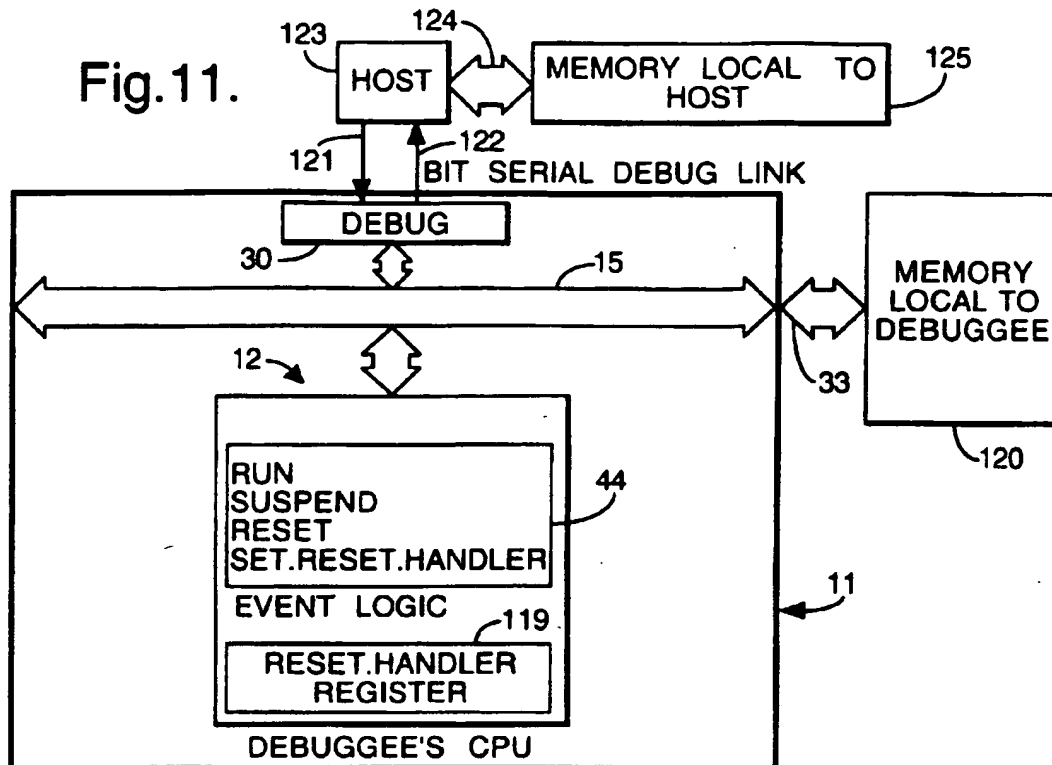 Fig.11.
123
HOST
124
MEMORY LOCAL TO
HOST
125
121
122
BIT SERIAL DEBUG LINK
DEBUG
30
15
MEMORY
LOCAL TO
DEBUGGEE
33
120
12
RUN
SUSPEND
RESET
SET.RESET.HANDLER
44
EVENT LOGIC
11
119
RESET.HANDLER
REGISTER
DEBUGGEE'S CPU